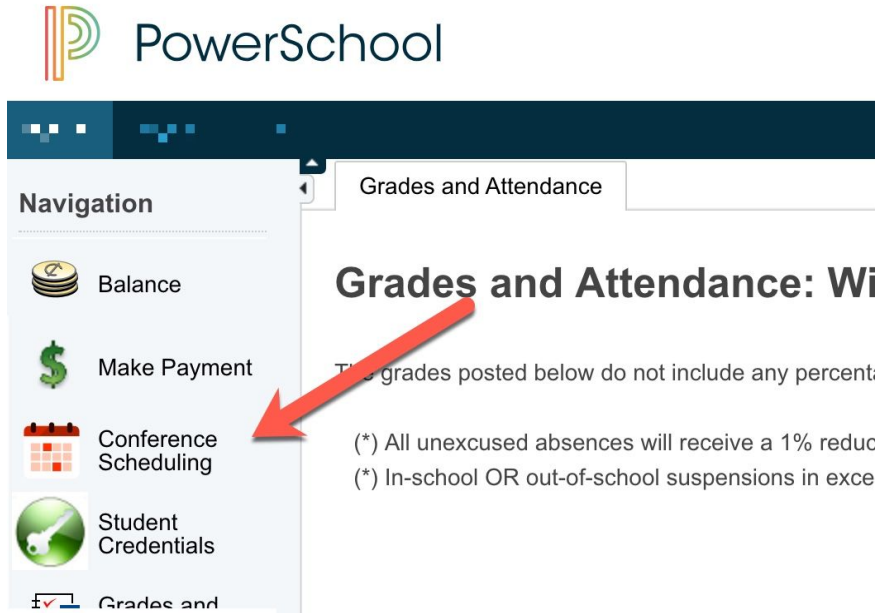 PowerSchool
Navigation
Balance
Make Payment
Conference
Scheduling
Student
Credentials
Grades and
Grades and Attendance
Grades and Attendance: Wi
grades posted below do not include any percenta
(*) All unexcused absences will receive a 1% reduc
(*) In-school OR out-of-school suspensions in exce